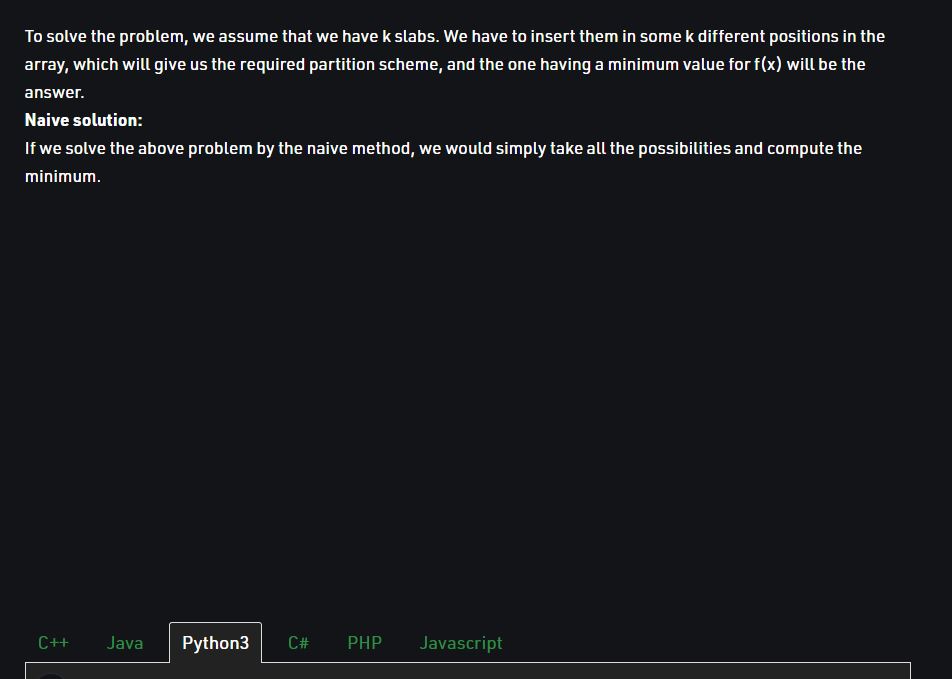 To solve the problem, we assume that we have k slabs. We have to insert them in some k different positions in the
array, which will give us the required partition scheme, and the one having a minimum value for f(x) will be the
answer.
Naive solution:
If we solve the above problem by the naive method, we would simply take all the possibilities and compute the
minimum.
C++ Java Python3 C# PHP Javascript